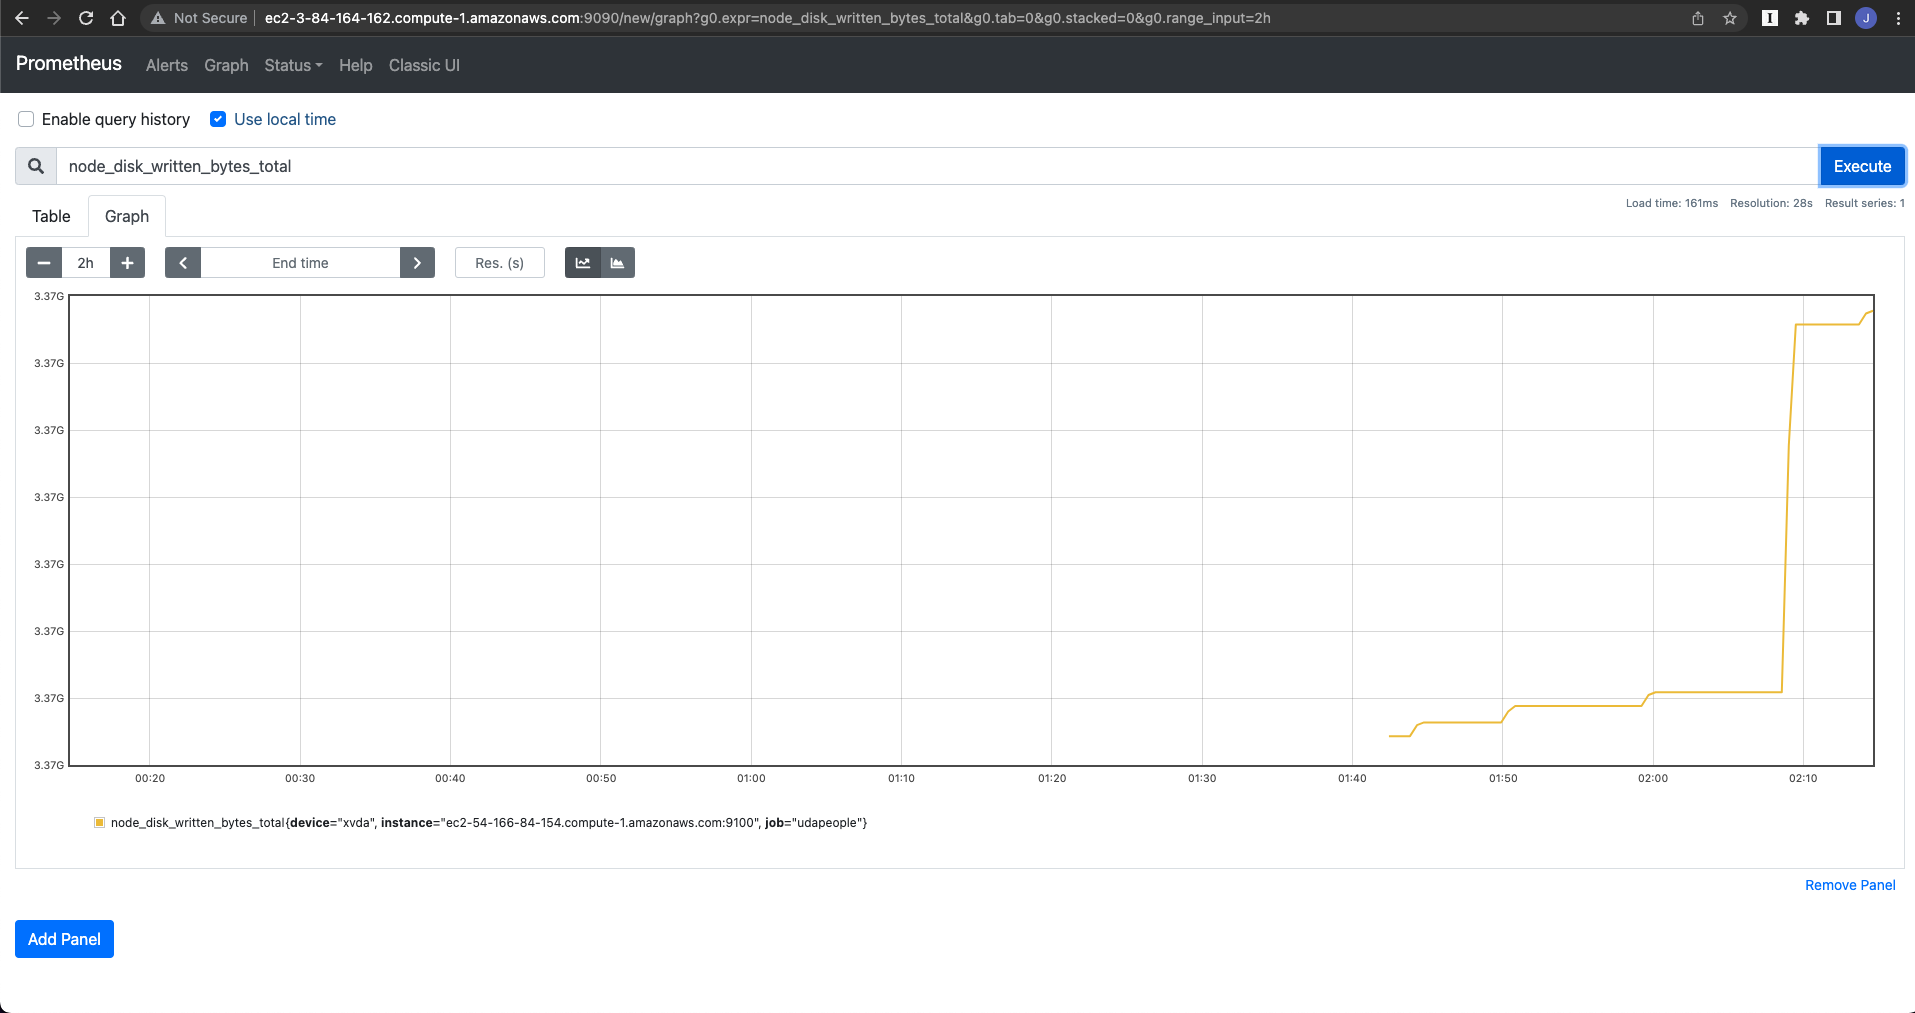 Not Secure ec2-3-84-164-162.compute-1.amazonaws.com:9090/new/graph?g0.expr=node_disk_written_bytes_total&g0.tab=0&g0.stacked=0&g0.range_input=2h I J
Prometheus Alerts Graph Status Help Classic UI
Enable query history Use local time
node_disk_written_bytes_total Execute
Load time: 161ms Resolution: 28s Result series: 1
Table Graph
2h End time Res. (s)
3.37G
3.37G
3.37G
3.37G
3.37G
3.37G
3.37G
3.37G
00:20 00:30 00:40 00:50 01:00 01:10 01:20 01:30 01:40 01:50 02:00 02:10
node_disk_written_bytes_total{device="xvda", instance="ec2-54-166-84-154.compute-1.amazonaws.com:9100", job="udapeople"}
Remove Panel
Add Panel